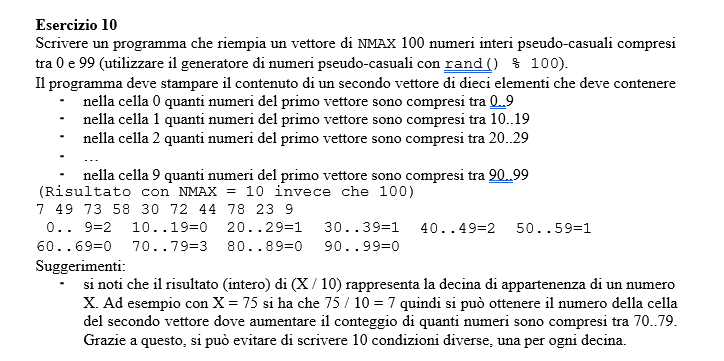 Esercizio 10
Scrivere un programma che riempia un vettore di NMAX 100 numeri interi pseudo-casuali compresi
tra 0 e 99 (utilizzare il generatore di numeri pseudo-casuali con rand() % 100).
Il programma deve stampare il contenuto di un secondo vettore di dieci elementi che deve contenere
- nella cella 0 quanti numeri del primo vettore sono compresi tra 0..9
- nella cella 1 quanti numeri del primo vettore sono compresi tra 10..19
- nella cella 2 quanti numeri del primo vettore sono compresi tra 20..29
- ...
- nella cella 9 quanti numeri del primo vettore sono compresi tra 90..99
(Risultato con NMAX = 10 invece che 100)
7 49 73 58 30 72 44 78 23 9
0.. 9=2 10..19=0 20..29=1 30..39=1 40..49=2 50..59=1
60..69=0 70..79=3 80..89=0 90..99=0
Suggerimenti:
- si noti che il risultato (intero) di (X / 10) rappresenta la decina di appartenenza di un numero
X. Ad esempio con X = 75 si ha che 75 / 10 = 7 quindi si può ottenere il numero della cella
del secondo vettore dove aumentare il conteggio di quanti numeri sono compresi tra 70..79.
Grazie a questo, si può evitare di scrivere 10 condizioni diverse, una per ogni decina.